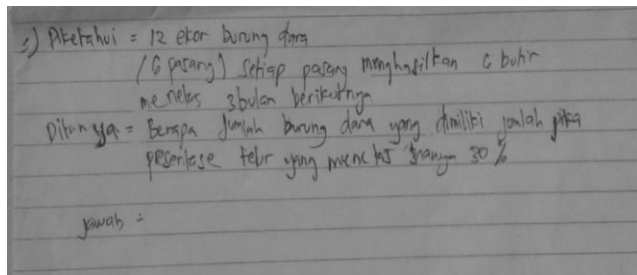 2) Diketahui = 12 ekor burung dara
(6 pasang) setiap pasang menghasilkan 6 butir
menetas 3 bulan berikutnya
Ditanya = Berapa jumlah burung dara yang dimiliki jika
presentase telur yang menetas hanya 30 %
Jawab =